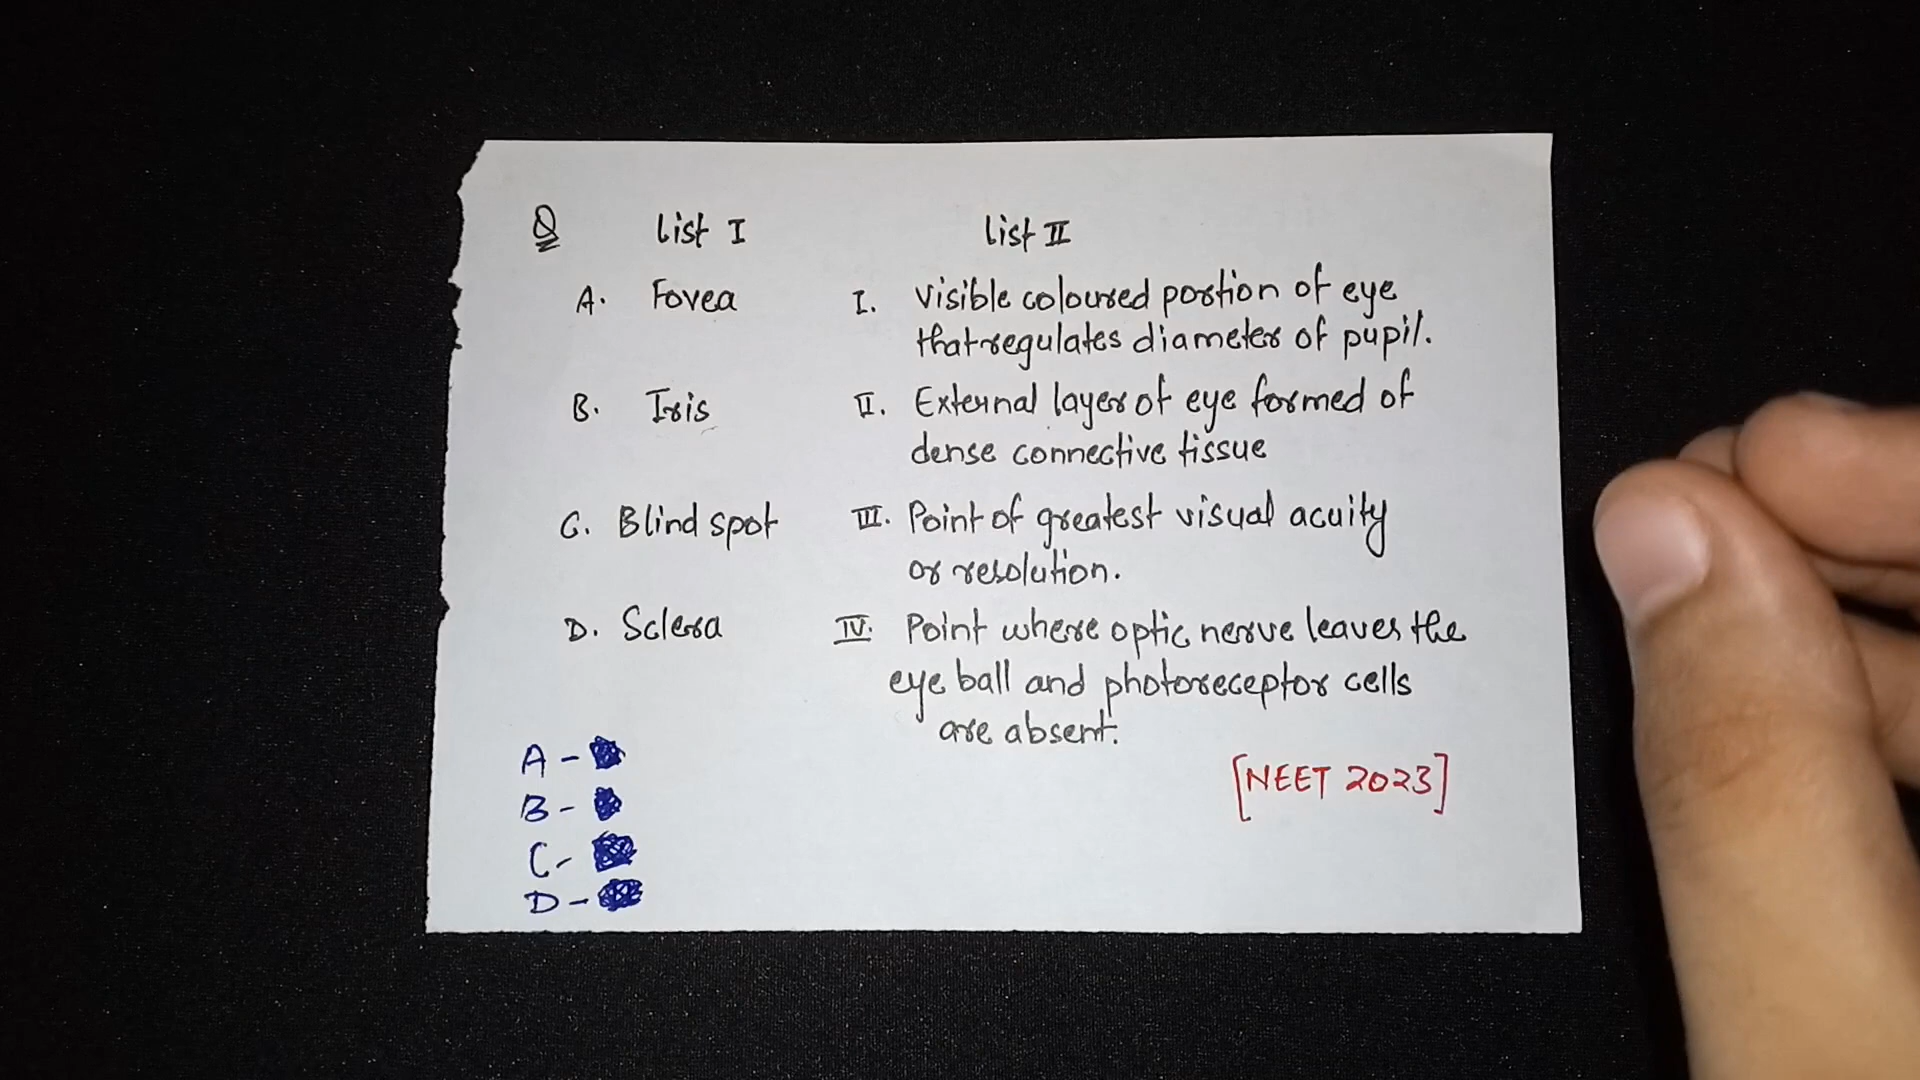 Q List I List II
A. Fovea I. Visible coloured portion of eye
that regulates diameter of pupil.
B. Iris II. External layer of eye formed of
dense connective tissue
C. Blind spot III. Point of greatest visual acuity
or resolution.
D. Sclera IV. Point where optic nerve leaves the
eye ball and photoreceptor cells
are absent.
[NEET 2023]
A -
B -
C -
D -